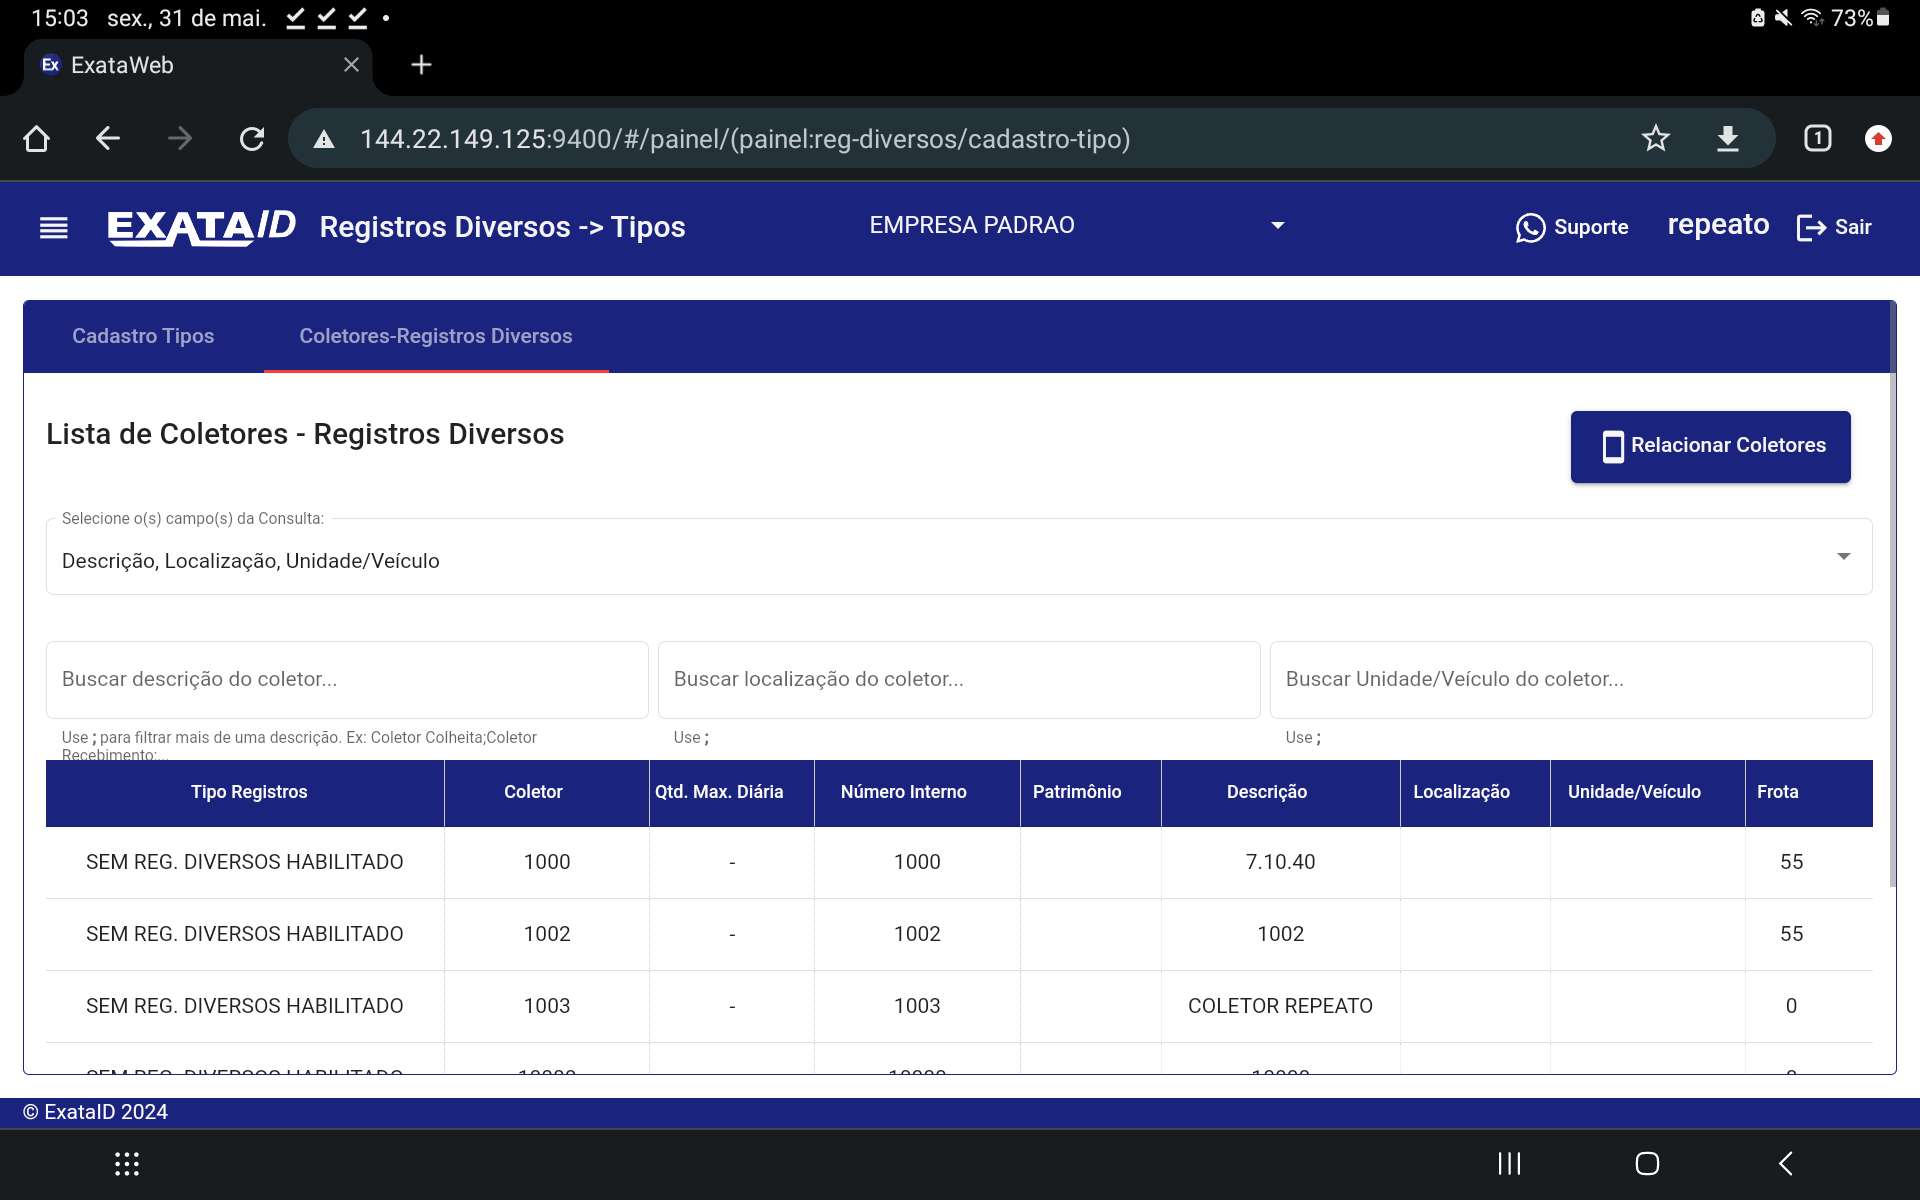 15:03 sex., 31 de mai. 73%
Ex ExataWeb
144.22.149.125:9400/#/painel/(painel:reg-diversos/cadastro-tipo) 1
EXATAID Registros Diversos -> Tipos EMPRESA PADRAO Suporte repeato Sair
Cadastro Tipos Coletores-Registros Diversos
Lista de Coletores - Registros Diversos Relacionar Coletores
Selecione o(s) campo(s) da Consulta:
Descrição, Localização, Unidade/Veículo
Buscar descrição do coletor... Buscar localização do coletor... Buscar Unidade/Veículo do coletor...
Use ; para filtrar mais de uma descrição. Ex: Coletor Colheita;Coletor Use ; Use ;
Recebimento;...
Tipo Registros Coletor Qtd. Max. Diária Número Interno Patrimônio Descrição Localização Unidade/Veículo Frota
SEM REG. DIVERSOS HABILITADO 1000 - 1000 7.10.40 55
SEM REG. DIVERSOS HABILITADO 1002 - 1002 1002 55
SEM REG. DIVERSOS HABILITADO 1003 - 1003 COLETOR REPEATO 0
SEM REG. DIVERSOS HABILITADO
© ExataID 2024